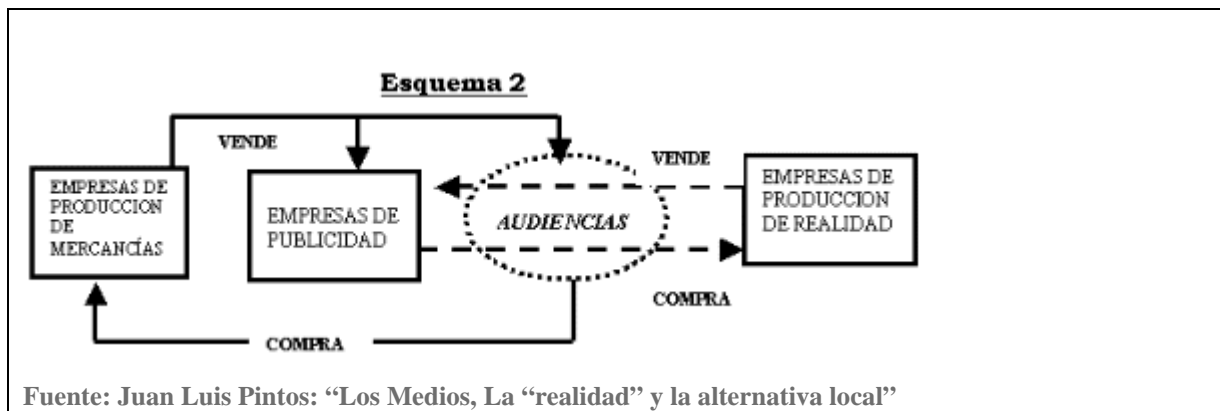 Esquema 2
VENDE
EMPRESAS DE
PRODUCCION
DE
MERCANCÍAS
EMPRESAS DE
PUBLICIDAD
AUDIENCIAS
VENDE
EMPRESAS DE
PRODUCCION
DE REALIDAD
COMPRA
COMPRA
Fuente: Juan Luis Pintos: “Los Medios, La “realidad” y la alternativa local”